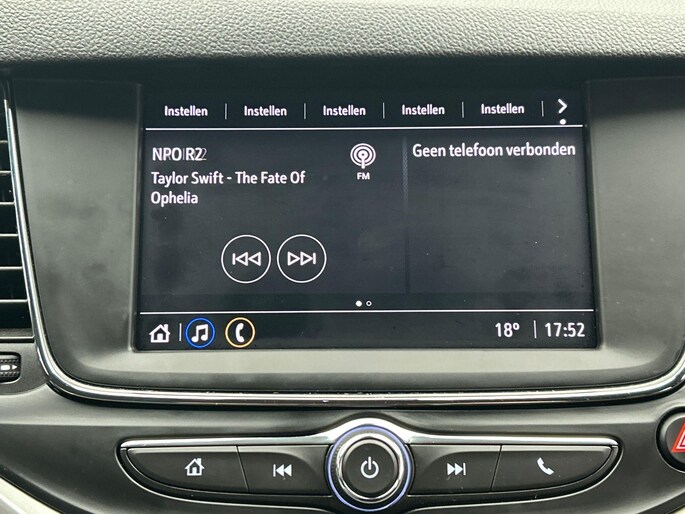 Instellen Instellen Instellen Instellen Instellen
NPO R2
Taylor Swift - The Fate Of
Ophelia
FM
Geen telefoon verbonden
18° 17:52